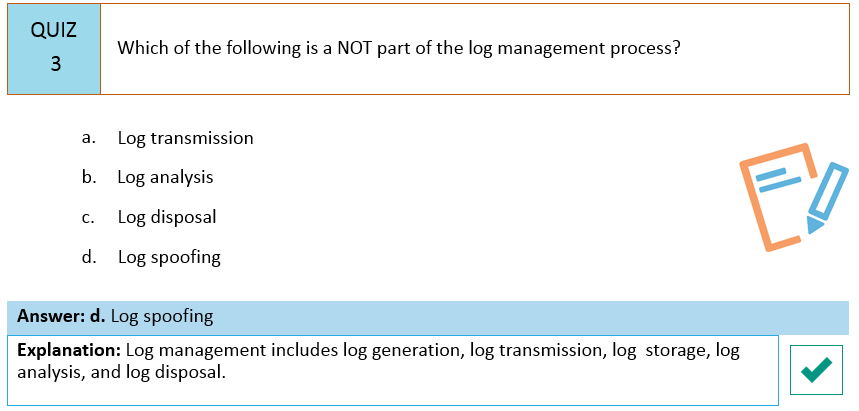 QUIZ
3
Which of the following is a NOT part of the log management process?
a. Log transmission
b. Log analysis
c. Log disposal
d. Log spoofing
Answer: d. Log spoofing
Explanation: Log management includes log generation, log transmission, log storage, log
analysis, and log disposal.